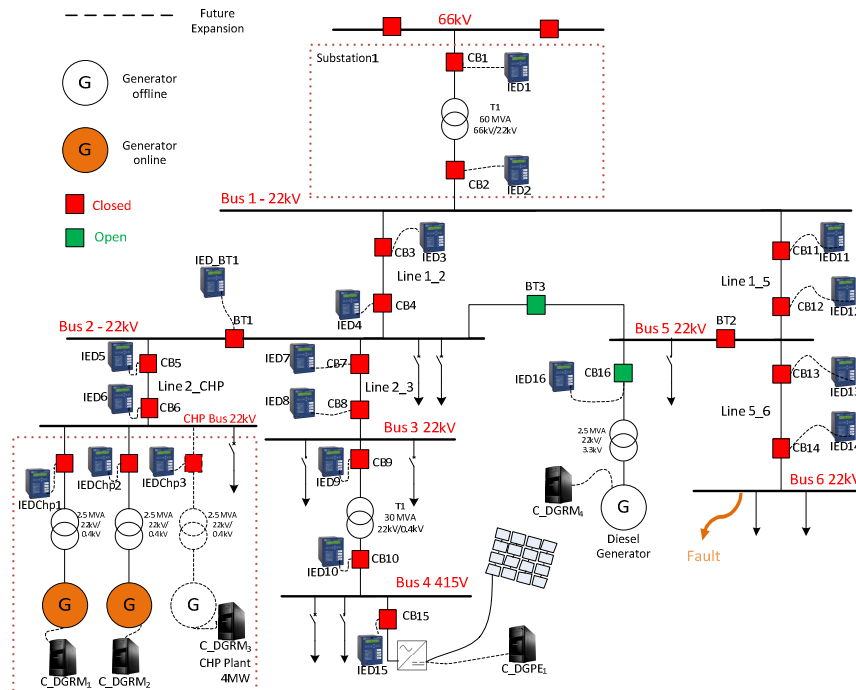 Future
Expansion
66kV
Substation1
CB1
IED1
G
Generator
offline
T1
60 MVA
66kV/22kV
G
Generator
online
CB2
IED2
Closed
Open
Bus 1 - 22kV
IED_BT1
CB3
IED3
CB11
IED11
Line 1_2
Line 1_5
IED4
CB4
BT3
CB12
IED12
Bus 2 - 22kV
BT1
Bus 5 22kV
BT2
IED5
CB5
IED7
CB7
IED16
CB16
CB13
IED13
Line 2_CHP
Line 2_3
IED6
CB6
IED8
CB8
Line 5_6
CHP Bus 22kV
Bus 3 22kV
2.5 MVA
22kV/
3.3kV
CB14
IED14
IEDChp1
IEDChp2
IEDChp3
IED9
CB9
Bus 6 22kV
2.5 MVA
22kV/
0.4kV
2.5 MVA
22kV/
0.4kV
2.5 MVA
22kV/
0.4kV
T1
30 MVA
22kV/0.4kV
C_DGRM4
G
Diesel
Generator
Fault
IED10
CB10
Bus 4 415V
G
G
G
CB15
C_DGRM3
CHP Plant
4MW
C_DGRM1
C_DGRM2
IED15
C_DGPE1